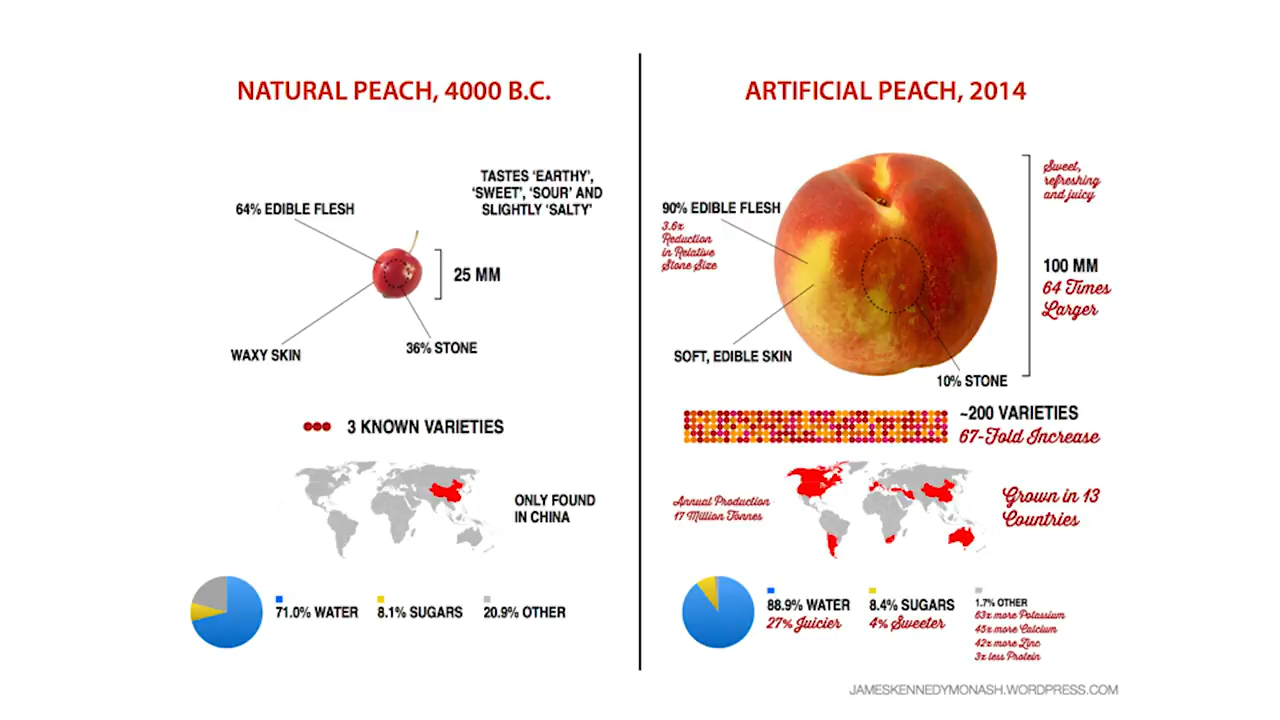 NATURAL PEACH, 4000 B.C.
TASTES ‘EARTHY’,
‘SWEET’, ‘SOUR’ AND
SLIGHTLY ‘SALTY’
64% EDIBLE FLESH
25 MM
WAXY SKIN
36% STONE
3 KNOWN VARIETIES
ONLY FOUND
IN CHINA
71.0% WATER
8.1% SUGARS
20.9% OTHER
ARTIFICIAL PEACH, 2014
Sweet,
refreshing
and juicy
90% EDIBLE FLESH
3.6x
Reduction
in Relative
Stone Size
100 MM
64 Times
Larger
SOFT, EDIBLE SKIN
10% STONE
~200 VARIETIES
67-Fold Increase
Annual Production
17 Million Tonnes
Grown in 13
Countries
88.9% WATER
27% Juicier
8.4% SUGARS
4% Sweeter
1.7% OTHER
63x more Potassium
45x more Calcium
42x more Zinc
3x less Protein
JAMESKENNEDYMONASH.WORDPRESS.COM